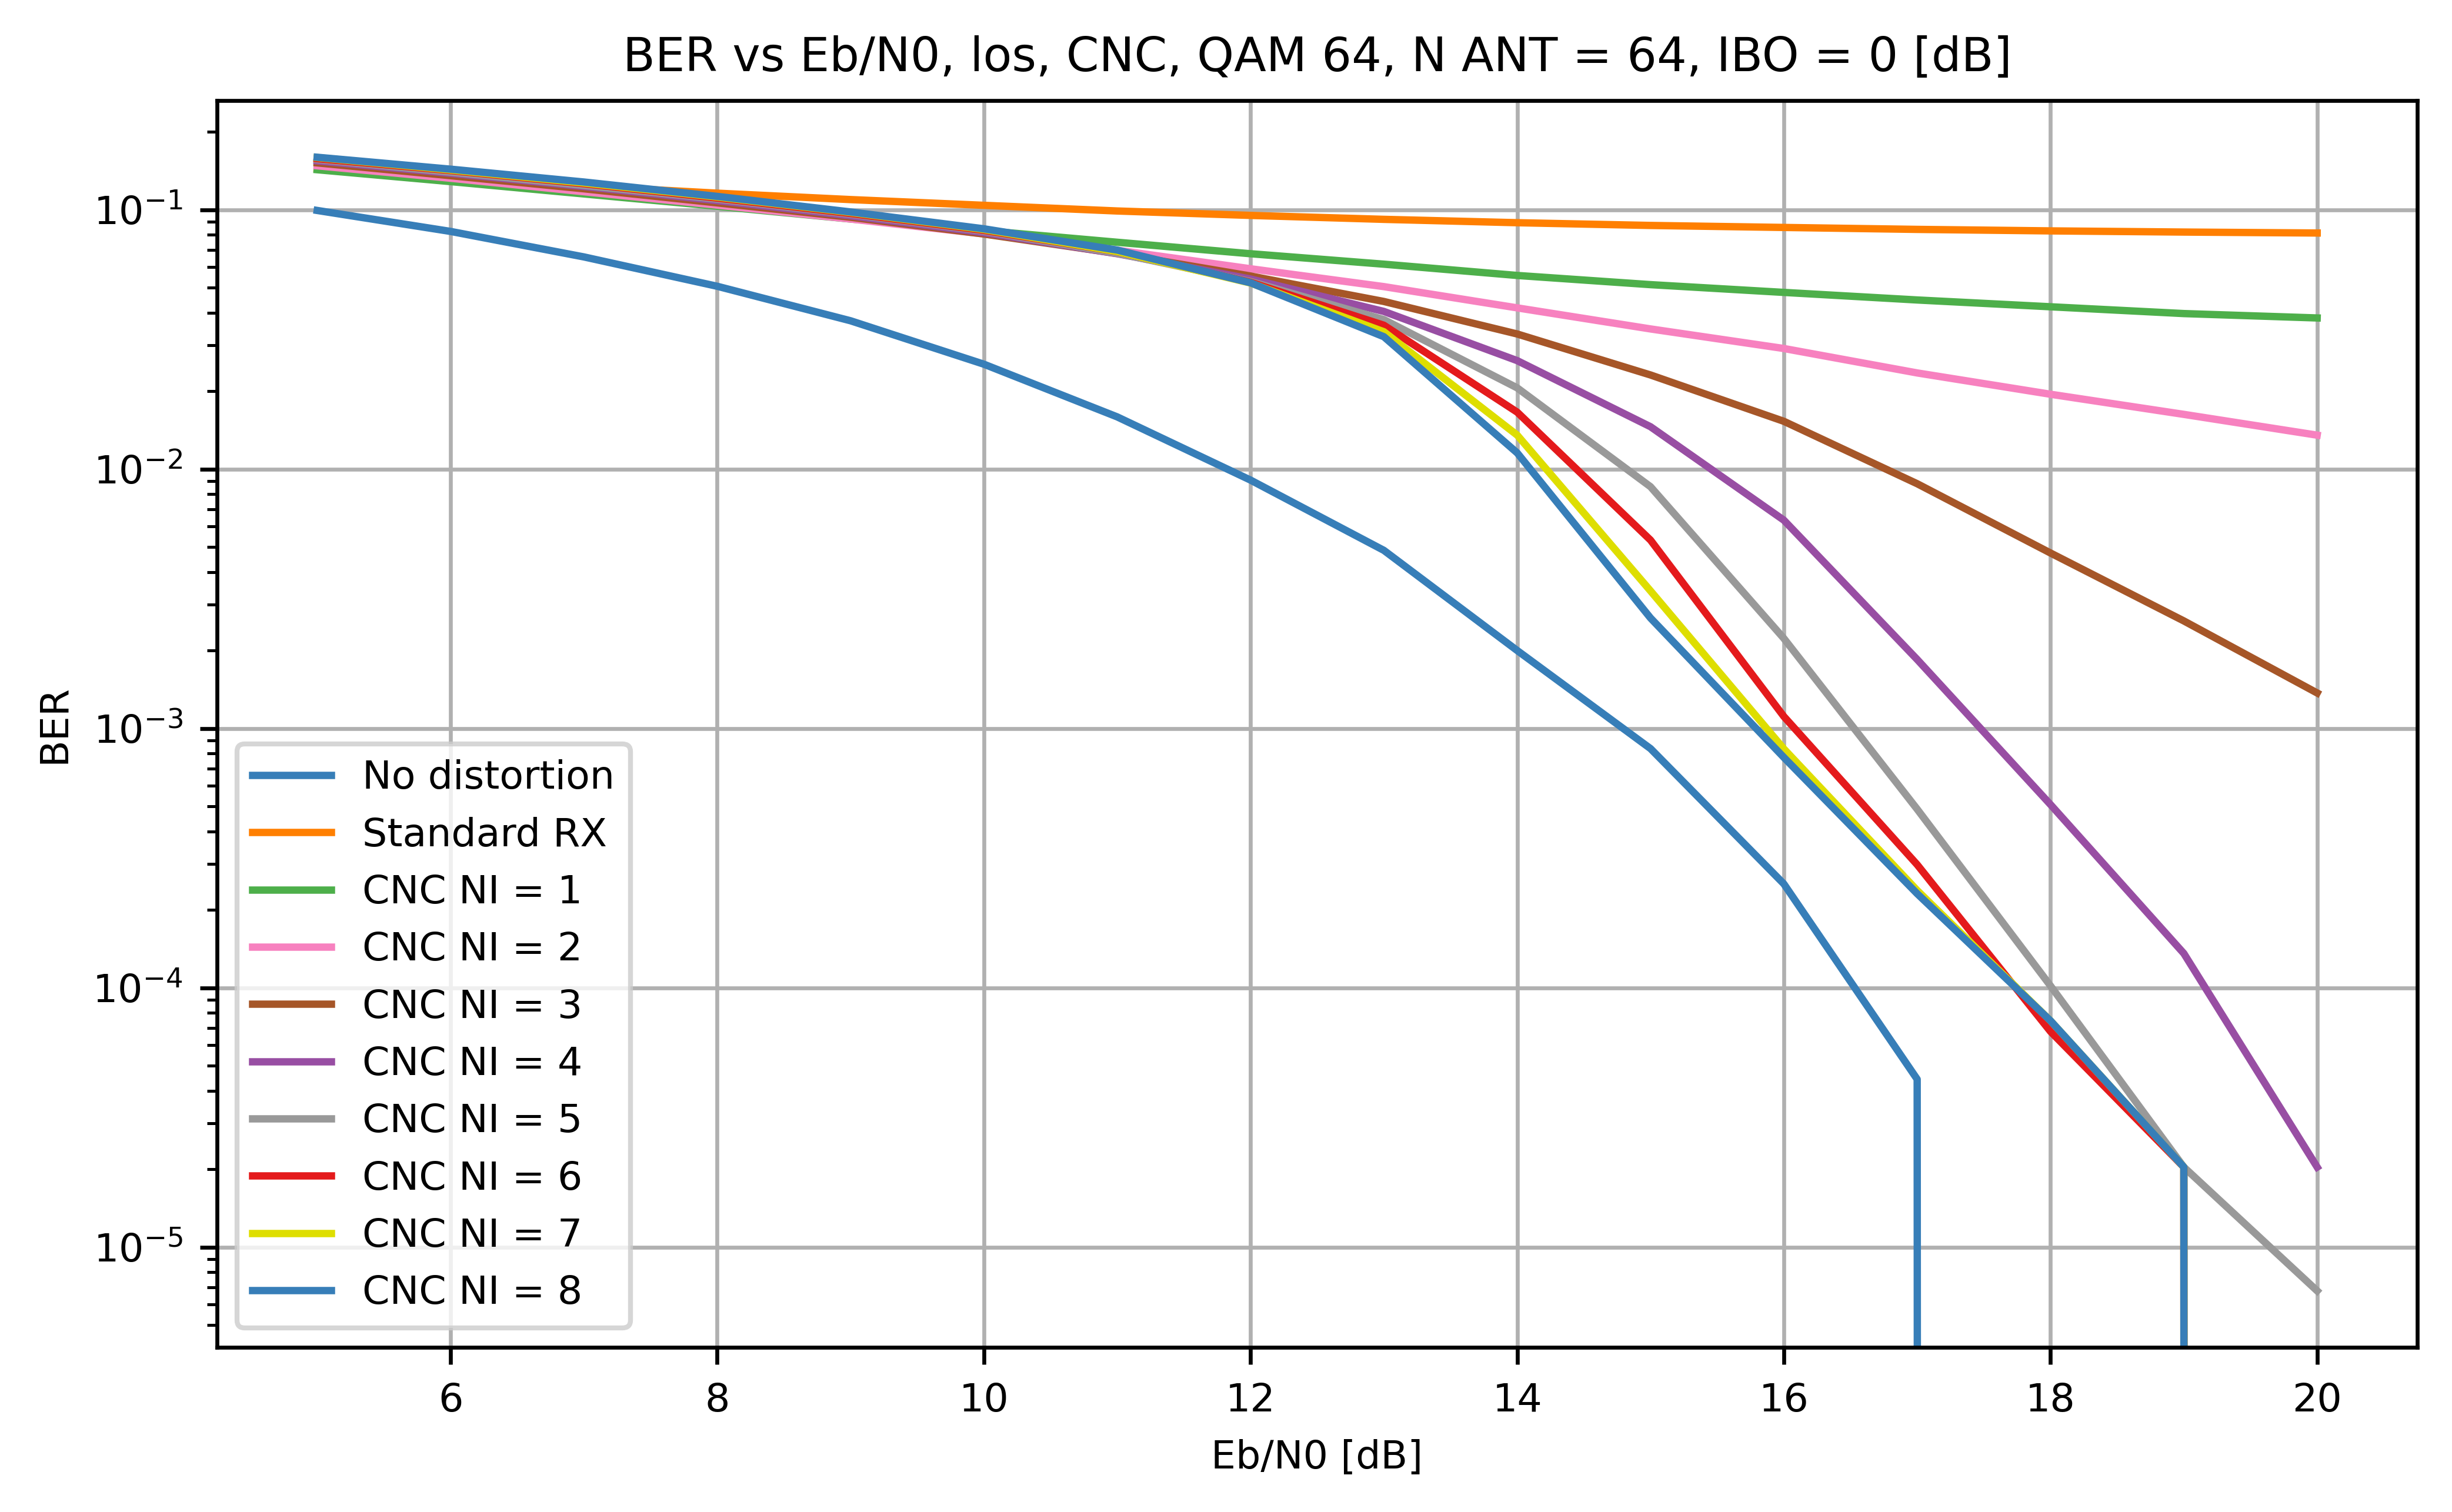 BER vs Eb/N0, los, CNC, QAM 64, N ANT = 64, IBO = 0 [dB]
BER
10⁻¹
10⁻²
10⁻³
10⁻⁴
10⁻⁵
No distortion
Standard RX
CNC NI = 1
CNC NI = 2
CNC NI = 3
CNC NI = 4
CNC NI = 5
CNC NI = 6
CNC NI = 7
CNC NI = 8
6 8 10 12 14 16 18 20
Eb/N0 [dB]